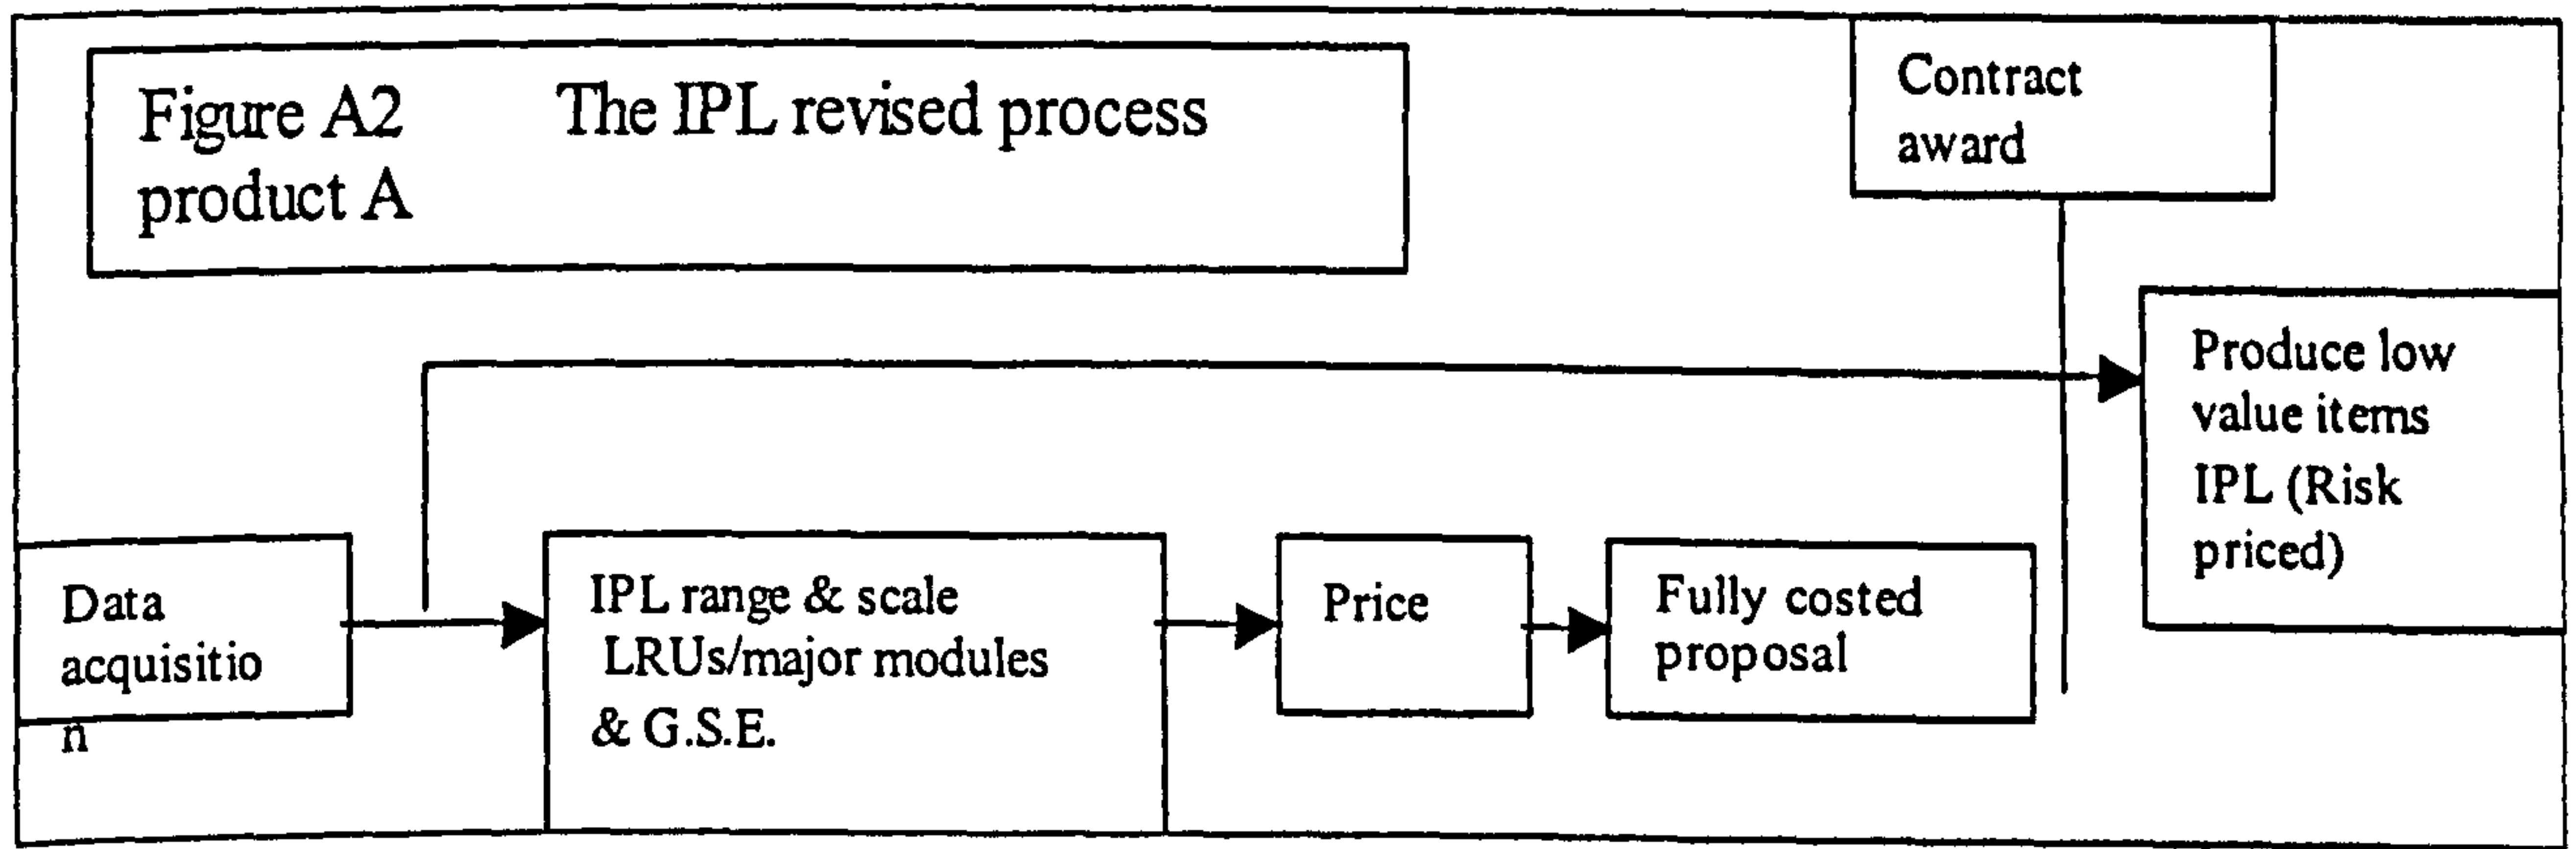 Figure A2 The IPL revised process
product A
Contract
award
Produce low
value items
IPL (Risk
priced)
Data
acquisitio
n
IPL range & scale
LRUs/major modules
& G.S.E.
Price
Fully costed
proposal